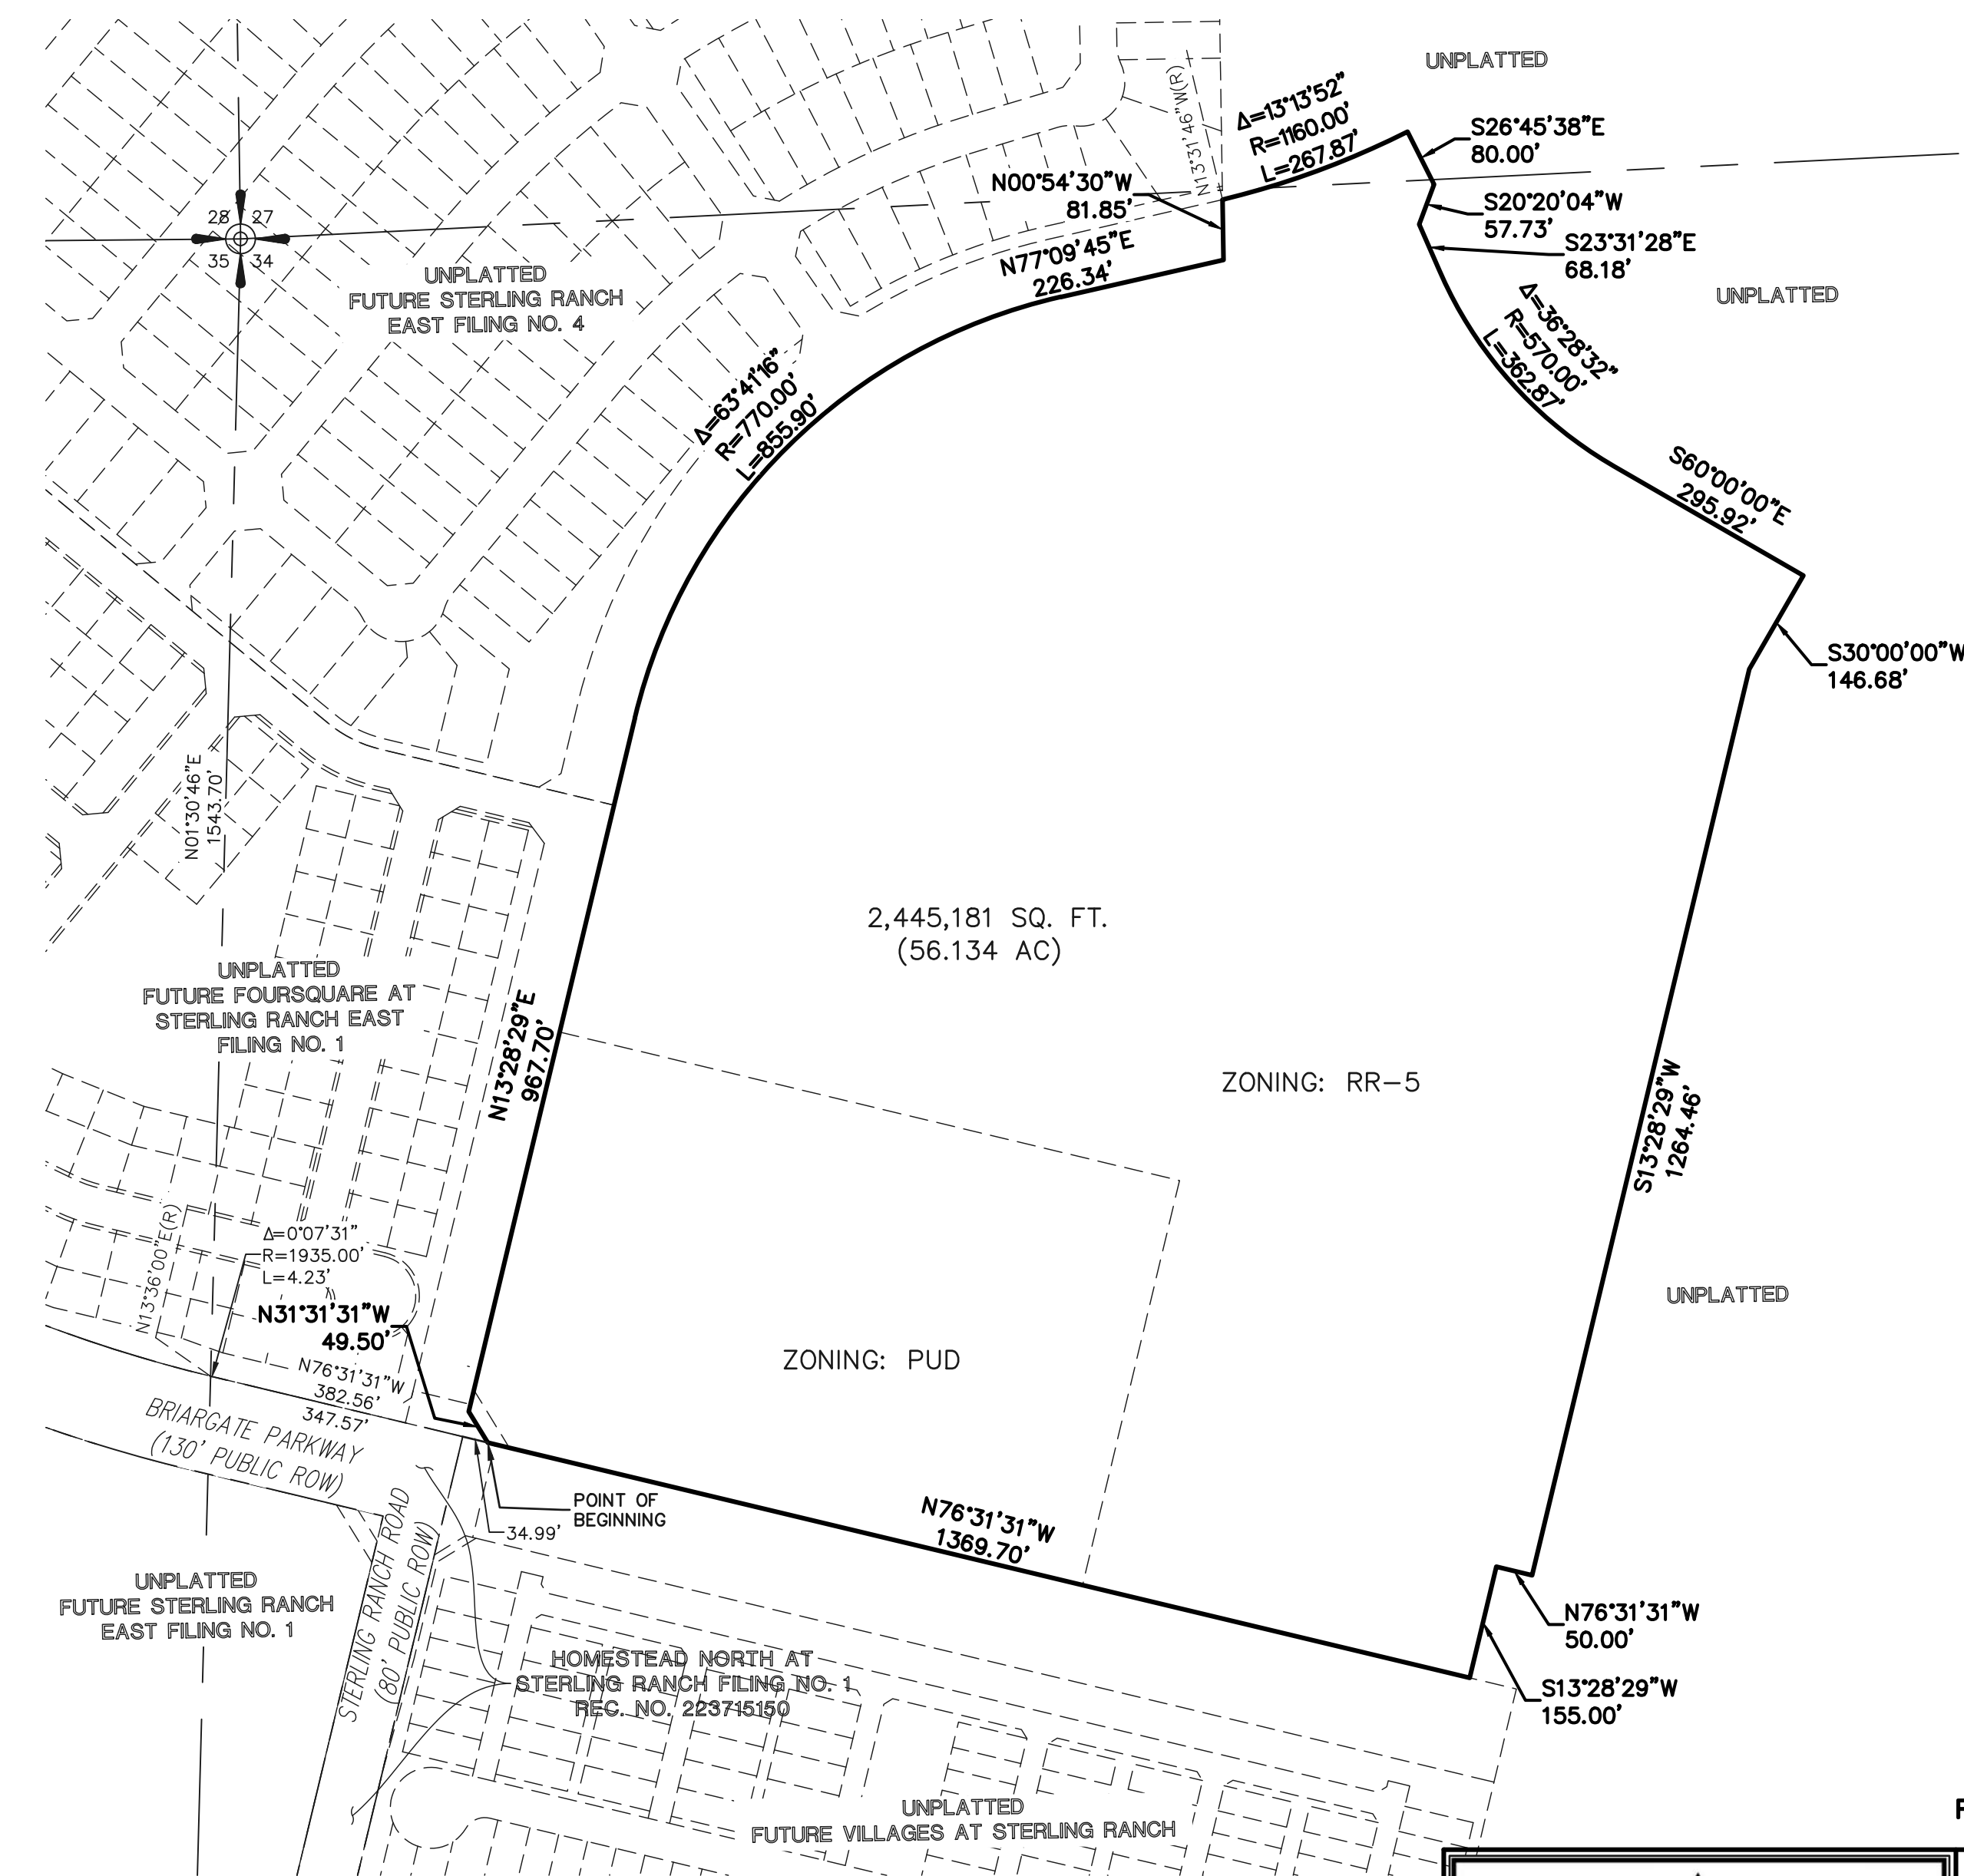 UNPLATTED
Δ=13°13'52"
R=1160.00'
L=267.87'
N13°31'46"W(R)
S26°45'38"E
80.00'
N00°54'30"W
81.85'
S20°20'04"W
57.73'
S23°31'28"E
68.18'
28 27
35 34
N77°09'45"E
226.34'
UNPLATTED
FUTURE STERLING RANCH
EAST FILING NO. 4
UNPLATTED
Δ=36°28'32"
R=570.00'
L=362.87'
Δ=63°41'16"
R=770.00'
L=855.90'
S60°00'00"E
295.92'
S30°00'00"W
146.68'
N01°30'46"E
1543.70'
2,445,181 SQ. FT.
(56.134 AC)
UNPLATTED
FUTURE FOURSQUARE AT
STERLING RANCH EAST
FILING NO. 1
N13°28'29"E
967.70'
ZONING: RR-5
S13°28'29"W
1264.46'
N13°36'00"E(R)
Δ=0°07'31"
R=1935.00'
L=4.23'
UNPLATTED
N31°31'31"W
49.50'
ZONING: PUD
N76°31'31"W
382.56'
347.57'
BRIARGATE PARKWAY
(130' PUBLIC ROW)
POINT OF
BEGINNING
34.99'
N76°31'31"W
1369.70'
STERLING RANCH ROAD
(80' PUBLIC ROW)
UNPLATTED
FUTURE STERLING RANCH
EAST FILING NO. 1
N76°31'31"W
50.00'
HOMESTEAD NORTH AT
STERLING RANCH FILING NO. 1
REC. NO. 223715150
S13°28'29"W
155.00'
UNPLATTED
FUTURE VILLAGES AT STERLING RANCH